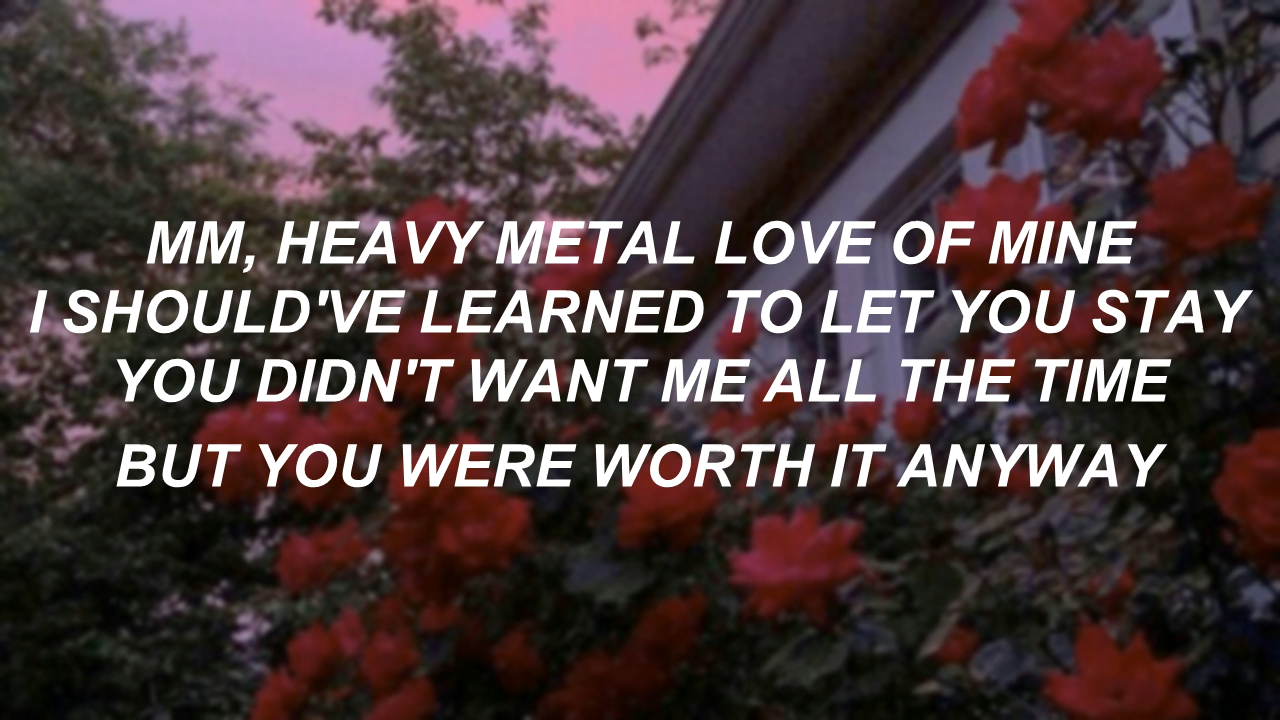 MM, HEAVY METAL LOVE OF MINE
I SHOULD'VE LEARNED TO LET YOU STAY
YOU DIDN'T WANT ME ALL THE TIME
BUT YOU WERE WORTH IT ANYWAY